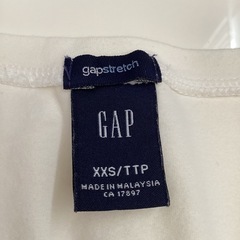 gapstretch
GAP
XXS/TTP
MADE IN MALAYSIA
CA 17897